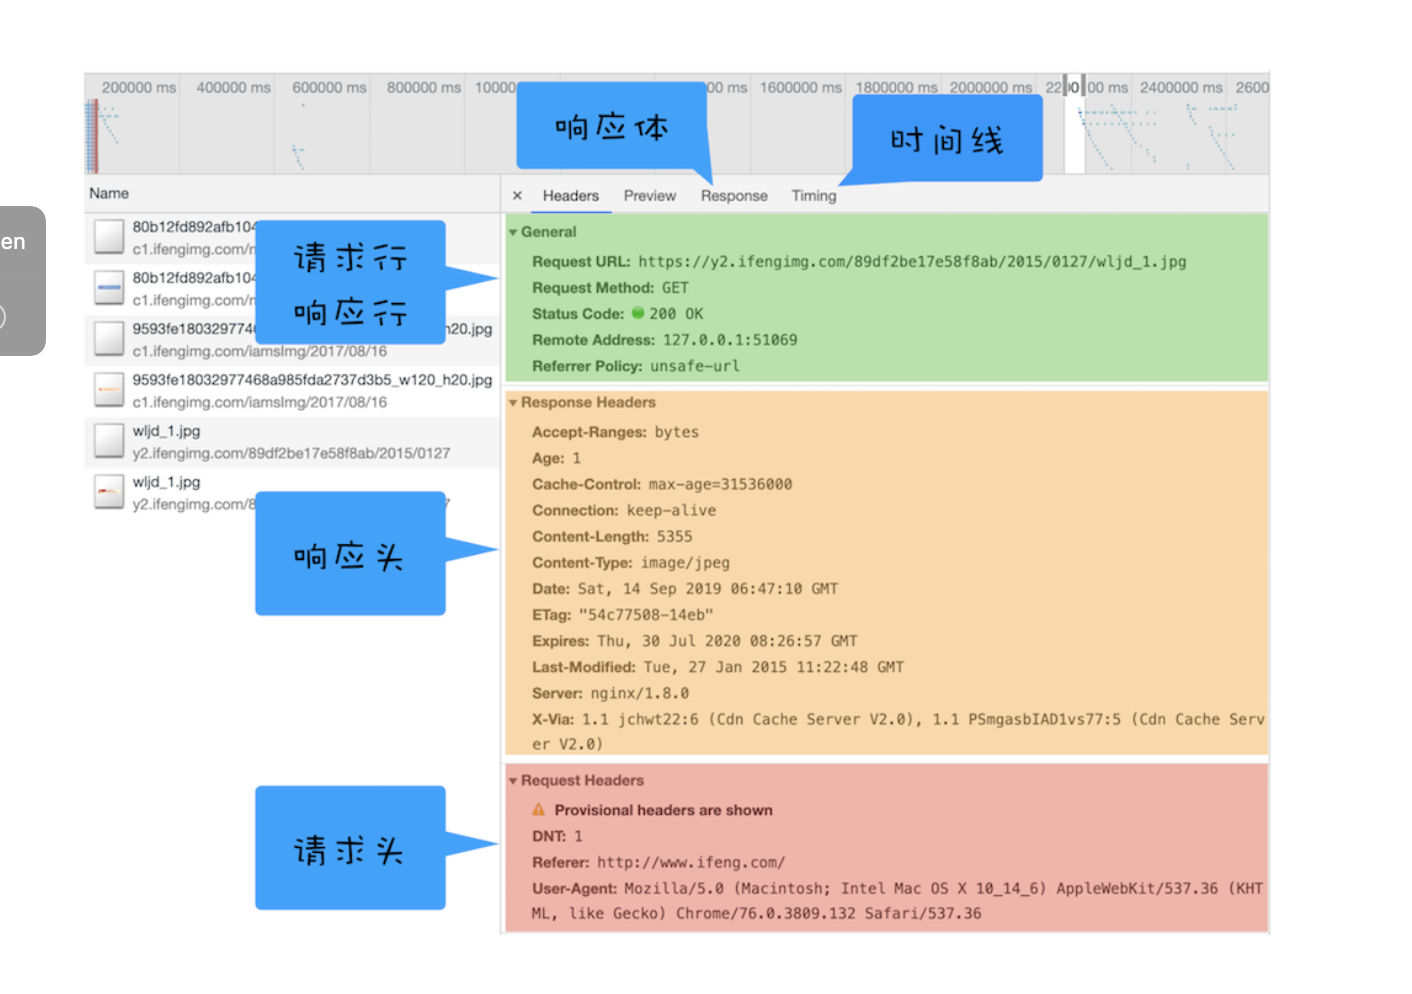 200000 ms 400000 ms 600000 ms 800000 ms 10000 00 ms 1600000 ms 1800000 ms 2000000 ms 22 00 00 ms 2400000 ms 2600
响应体
时间线
en
Name
× Headers Preview Response Timing
80b12fd892afb104
c1.ifengimg.com/
80b12fd892afb104
c1.ifengimg.com/
9593fe1803297746 h20.jpg
c1.ifengimg.com/iamsImg/2017/08/16
9593fe18032977468a985fda2737d3b5_w120_h20.jpg
c1.ifengimg.com/iamsImg/2017/08/16
wljd_1.jpg
y2.ifengimg.com/89df2be17e58f8ab/2015/0127
wljd_1.jpg
y2.ifengimg.com/8 7
请求行
响应行
响应头
请求头
General
Request URL: https://y2.ifengimg.com/89df2be17e58f8ab/2015/0127/wljd_1.jpg
Request Method: GET
Status Code: 200 OK
Remote Address: 127.0.0.1:51069
Referrer Policy: unsafe-url
Response Headers
Accept-Ranges: bytes
Age: 1
Cache-Control: max-age=31536000
Connection: keep-alive
Content-Length: 5355
Content-Type: image/jpeg
Date: Sat, 14 Sep 2019 06:47:10 GMT
ETag: "54c77508-14eb"
Expires: Thu, 30 Jul 2020 08:26:57 GMT
Last-Modified: Tue, 27 Jan 2015 11:22:48 GMT
Server: nginx/1.8.0
X-Via: 1.1 jchwt22:6 (Cdn Cache Server V2.0), 1.1 PSmgasbIAD1vs77:5 (Cdn Cache Serv
er V2.0)
Request Headers
Provisional headers are shown
DNT: 1
Referer: http://www.ifeng.com/
User-Agent: Mozilla/5.0 (Macintosh; Intel Mac OS X 10_14_6) AppleWebKit/537.36 (KHT
ML, like Gecko) Chrome/76.0.3809.132 Safari/537.36